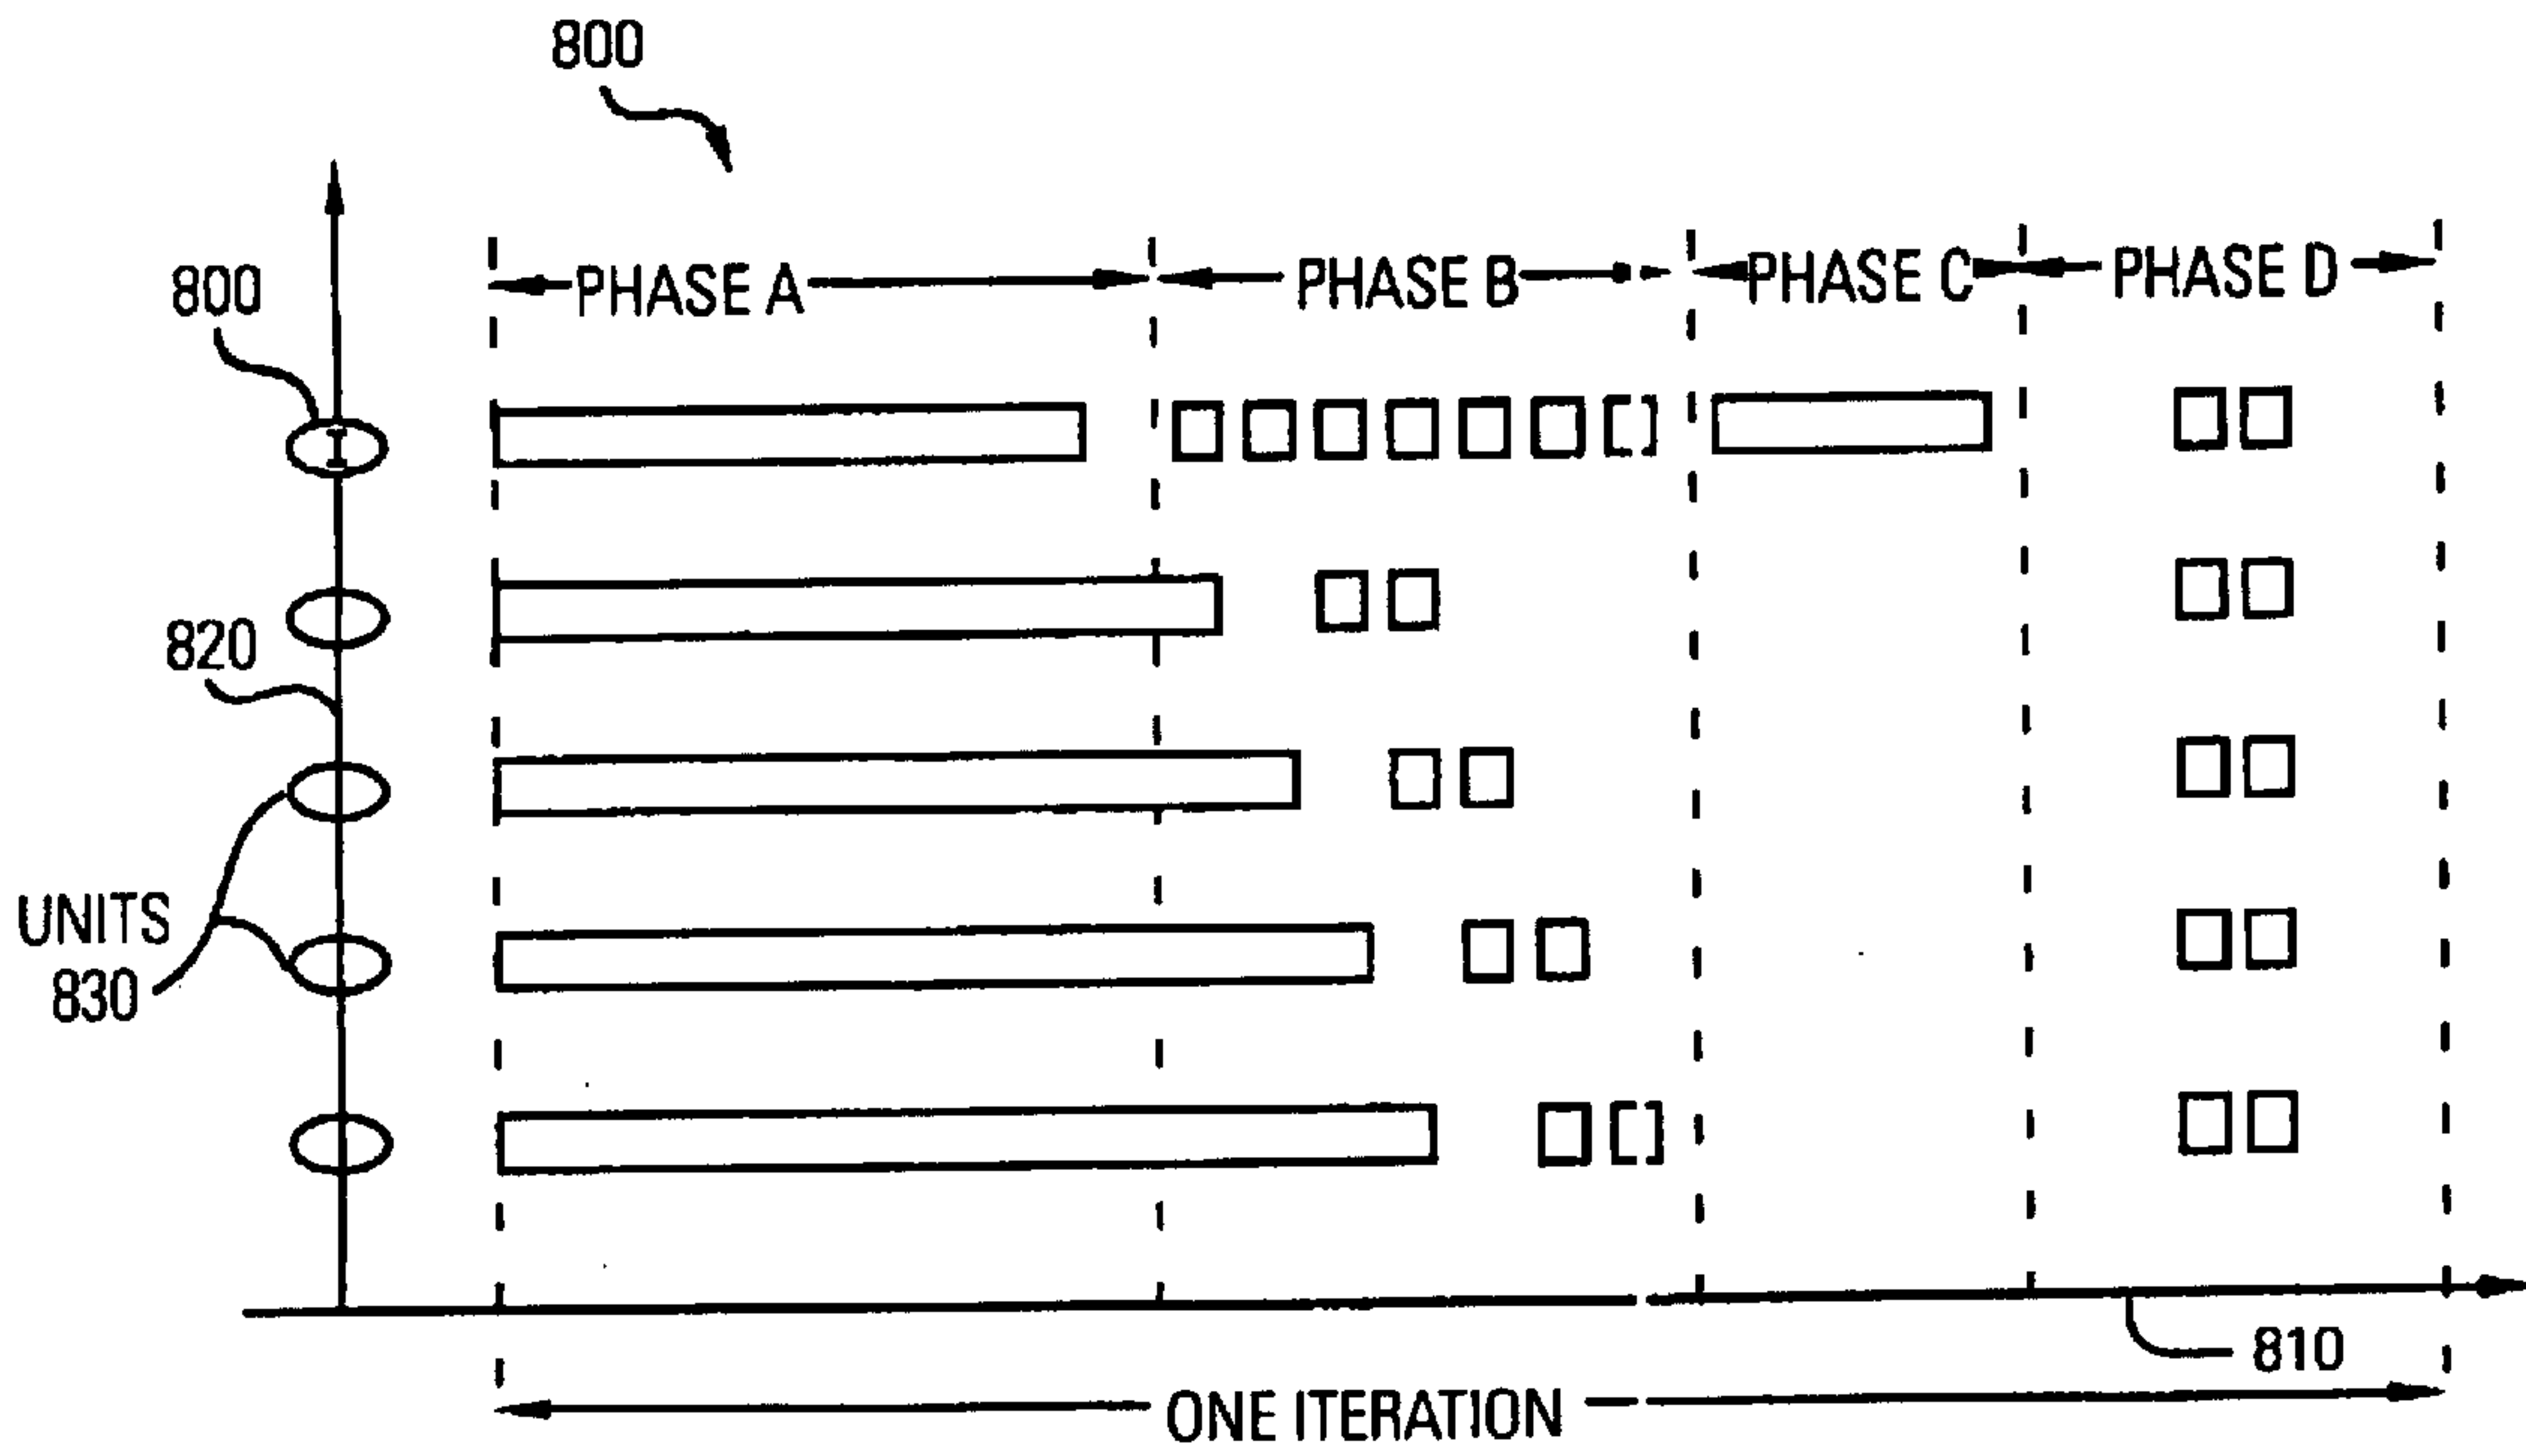 800
PHASE A PHASE B PHASE C PHASE D
800
I
820
UNITS
830
810
ONE ITERATION